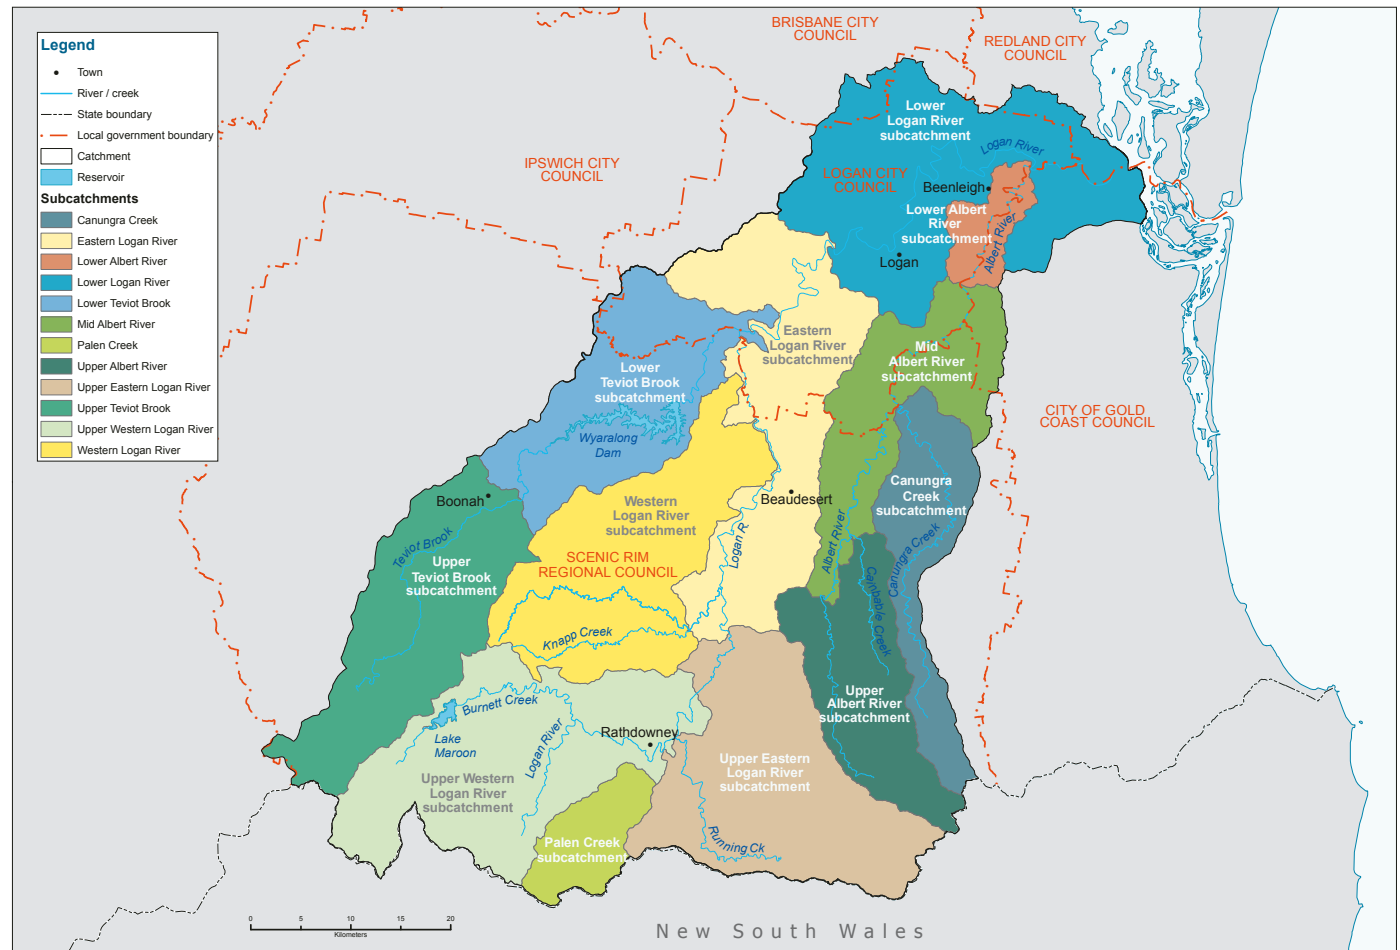 Legend
Town
River / creek
State boundary
Local government boundary
Catchment
Reservoir
Subcatchments
Canungra Creek
Eastern Logan River
Lower Albert River
Lower Logan River
Lower Teviot Brook
Mid Albert River
Palen Creek
Upper Albert River
Upper Eastern Logan River
Upper Teviot Brook
Upper Western Logan River
Western Logan River
BRISBANE CITY
COUNCIL
REDLAND CITY
COUNCIL
Lower
Logan River
subcatchment
Logan River
IPSWICH CITY
COUNCIL
LOGAN CITY
COUNCIL
Beenleigh
Lower Albert
River
subcatchment
Albert River
Logan
Eastern
Logan River
subcatchment
Mid
Albert River
subcatchment
Lower
Teviot Brook
subcatchment
CITY OF GOLD
COAST COUNCIL
Wyaralong
Dam
Boonah
Beaudesert
Canungra
Creek
subcatchment
Western
Logan River
subcatchment
Teviot Brook
Logan R
Albert River
Cainbable Creek
Canungra Creek
Upper
Teviot Brook
subcatchment
SCENIC RIM
REGIONAL COUNCIL
Knapp Creek
Upper
Albert River
subcatchment
Burnett Creek
Lake
Maroon
Logan River
Rathdowney
Upper Eastern
Logan River
subcatchment
Upper Western
Logan River
subcatchment
Palen Creek
subcatchment
Running Ck
0 5 10 15 20
Kilometers
New South Wales